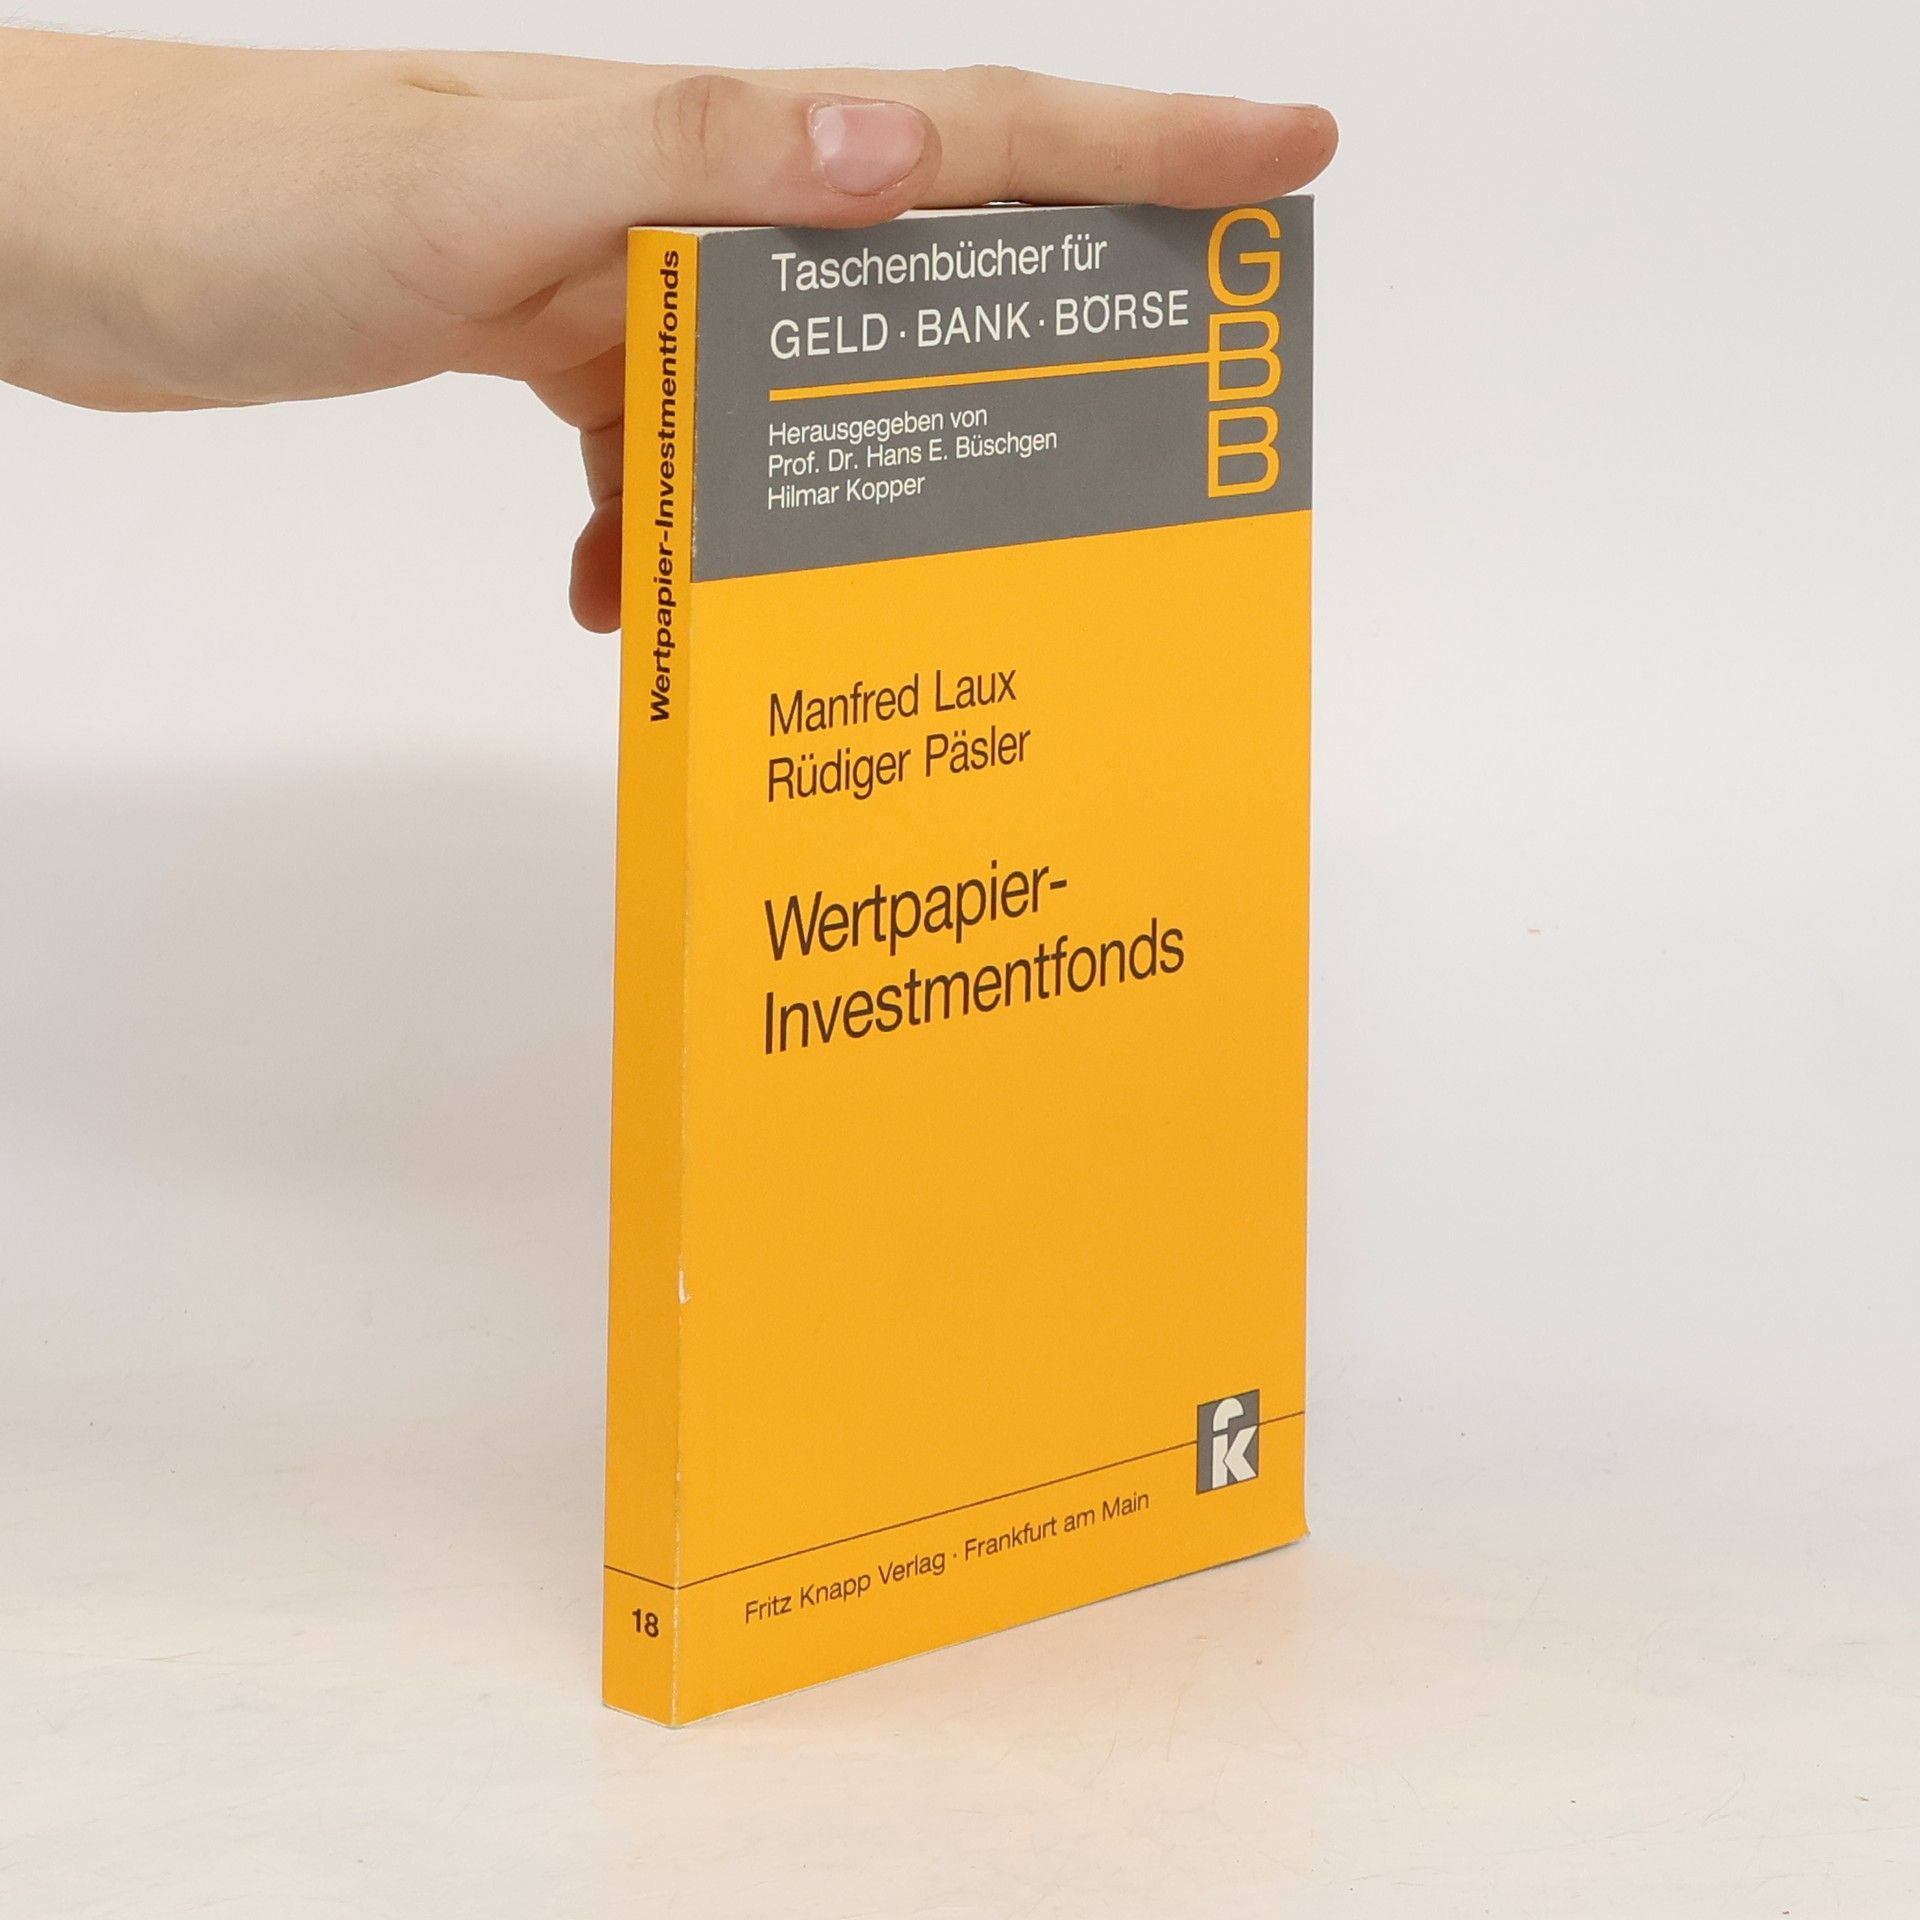 Wertpapier-Investmentfonds
18
Taschenbücher für
GELD · BANK · BÖRSE
GBB
Herausgegeben von
Prof. Dr. Hans E. Büschgen
Hilmar Kopper
Manfred Laux
Rüdiger Päsler
Wertpapier-
Investmentfonds
fk
Fritz Knapp Verlag · Frankfurt am Main